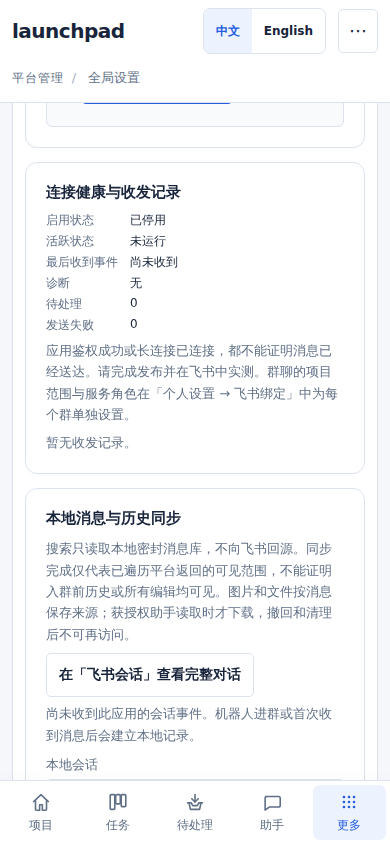 launchpad
中文 English ...
平台管理 / 全局设置
连接健康与收发记录
启用状态 已停用
活跃状态 未运行
最后收到事件 尚未收到
诊断 无
待处理 0
发送失败 0
应用鉴权成功或长连接已连接，都不能证明消息已
经送达。请完成发布并在飞书中实测。群聊的项目
范围与服务角色在「个人设置 → 飞书绑定」中为每
个群单独设置。
暂无收发记录。
本地消息与历史同步
搜索只读取本地密封消息库，不向飞书回源。同步
完成仅代表已遍历平台返回的可见范围，不能证明
入群前历史或所有编辑均可见。图片和文件按消息
保存来源；获授权助手读取时才下载，撤回和清理
后不可再访问。
在「飞书会话」查看完整对话
尚未收到此应用的会话事件。机器人进群或首次收
到消息后会建立本地记录。
本地会话
项目 任务 待处理 助手 更多